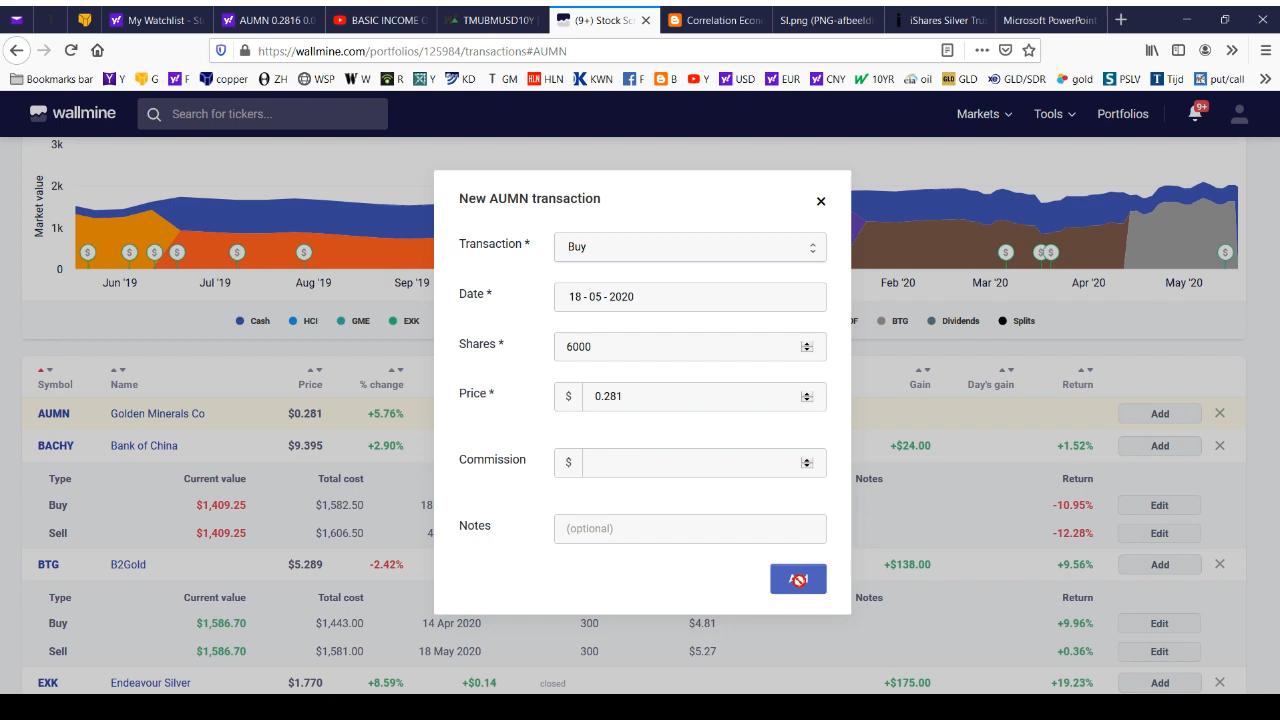 My Watchlist - St
AUMN 0.2816 0.0
BASIC INCOME C
TMUBMUSD10Y
(9+) Stock Sc
Correlation Econ
SI.png (PNG-afbeeldi
iShares Silver Trus
Microsoft PowerPoint
https://wallmine.com/portfolios/125984/transactions#AUMN
Bookmarks bar Y G F copper ZH WSP W R Y KD GM HLN KWN F B Y USD EUR CNY 10YR oil GLD GLD/SDR gold PSLV Tijd put/call
wallmine Search for tickers... Markets Tools Portfolios 9+
3k
2k
1k
0
Market value
Jun '19 Jul '19 Aug '19 Sep '19 Feb '20 Mar '20 Apr '20 May '20
Cash HCI GME EXK BTG Dividends Splits
New AUMN transaction
Transaction * Buy
Date * 18 - 05 - 2020
Shares * 6000
Price * $ 0.281
Commission $
Notes (optional)
Symbol Name Price % change Gain Day's gain Return
AUMN Golden Minerals Co $0.281 +5.76% Add
BACHY Bank of China $9.395 +2.90% +$24.00 +1.52% Add
Type Current value Total cost Notes Return
Buy $1,409.25 $1,582.50 18 -10.95% Edit
Sell $1,409.25 $1,606.50 4 -12.28% Edit
BTG B2Gold $5.289 -2.42% +$138.00 +9.56% Add
Type Current value Total cost Notes Return
Buy $1,586.70 $1,443.00 14 Apr 2020 300 $4.81 +9.96% Edit
Sell $1,586.70 $1,581.00 18 May 2020 300 $5.27 +0.36% Edit
EXK Endeavour Silver $1.770 +8.59% +$0.14 closed +$175.00 +19.23% Add